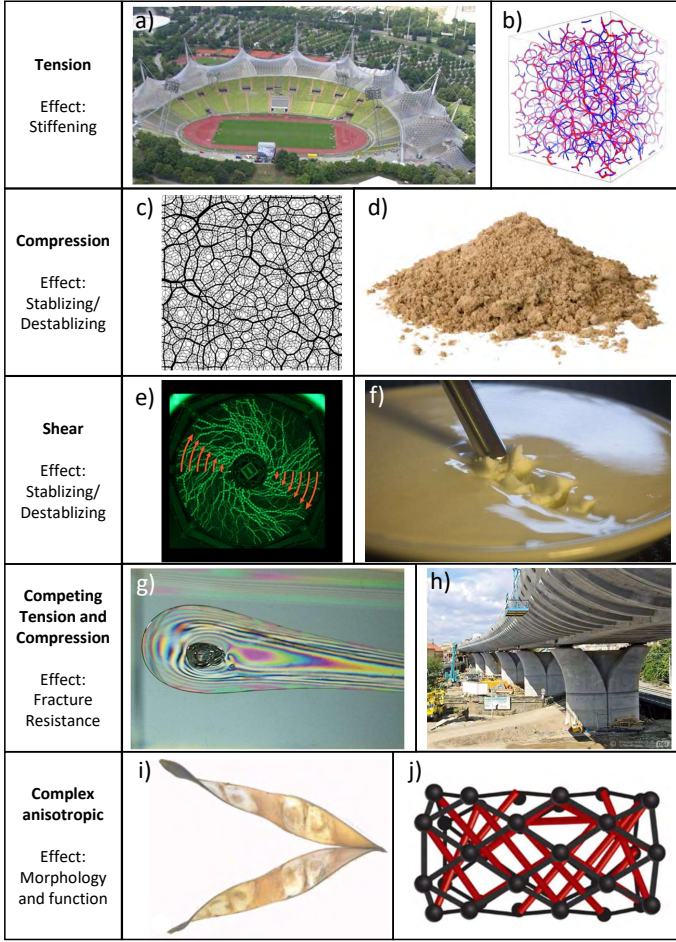 Tension
Effect:
Stiffening
a)
b)
Compression
Effect:
Stablizing/
Destablizing
c)
d)
Shear
Effect:
Stablizing/
Destablizing
e)
f)
Competing
Tension and
Compression
Effect:
Fracture
Resistance
g)
h)
Complex
anisotropic
Effect:
Morphology
and function
i)
j)